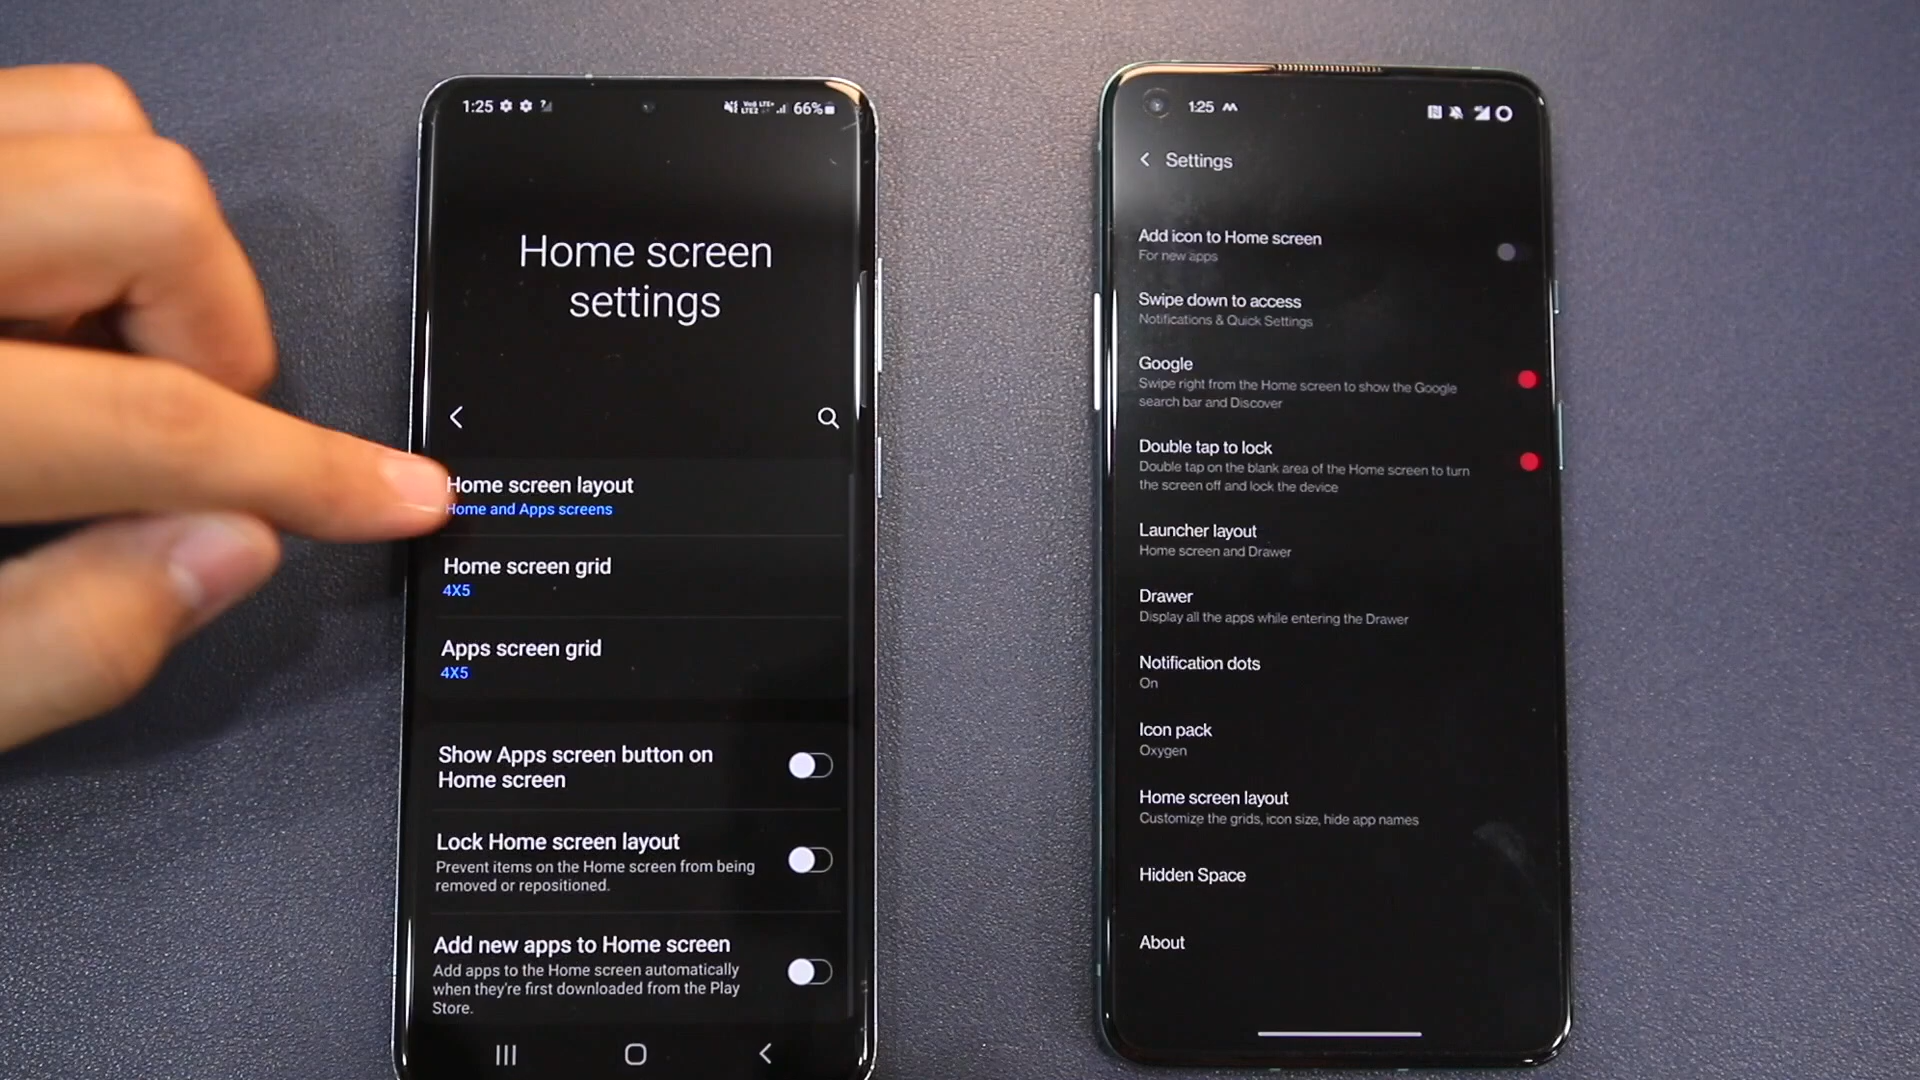 1:25
VoB LTE+
LTE2
66%
Home screen
settings
Home screen layout
Home and Apps screens
Home screen grid
4X5
Apps screen grid
4X5
Show Apps screen button on
Home screen
Lock Home screen layout
Prevent items on the Home screen from being
removed or repositioned.
Add new apps to Home screen
Add apps to the Home screen automatically
when they're first downloaded from the Play
Store.
1:25
Settings
Add icon to Home screen
For new apps
Swipe down to access
Notifications & Quick Settings
Google
Swipe right from the Home screen to show the Google
search bar and Discover
Double tap to lock
Double tap on the blank area of the Home screen to turn
the screen off and lock the device
Launcher layout
Home screen and Drawer
Drawer
Display all the apps while entering the Drawer
Notification dots
On
Icon pack
Oxygen
Home screen layout
Customize the grids, icon size, hide app names
Hidden Space
About